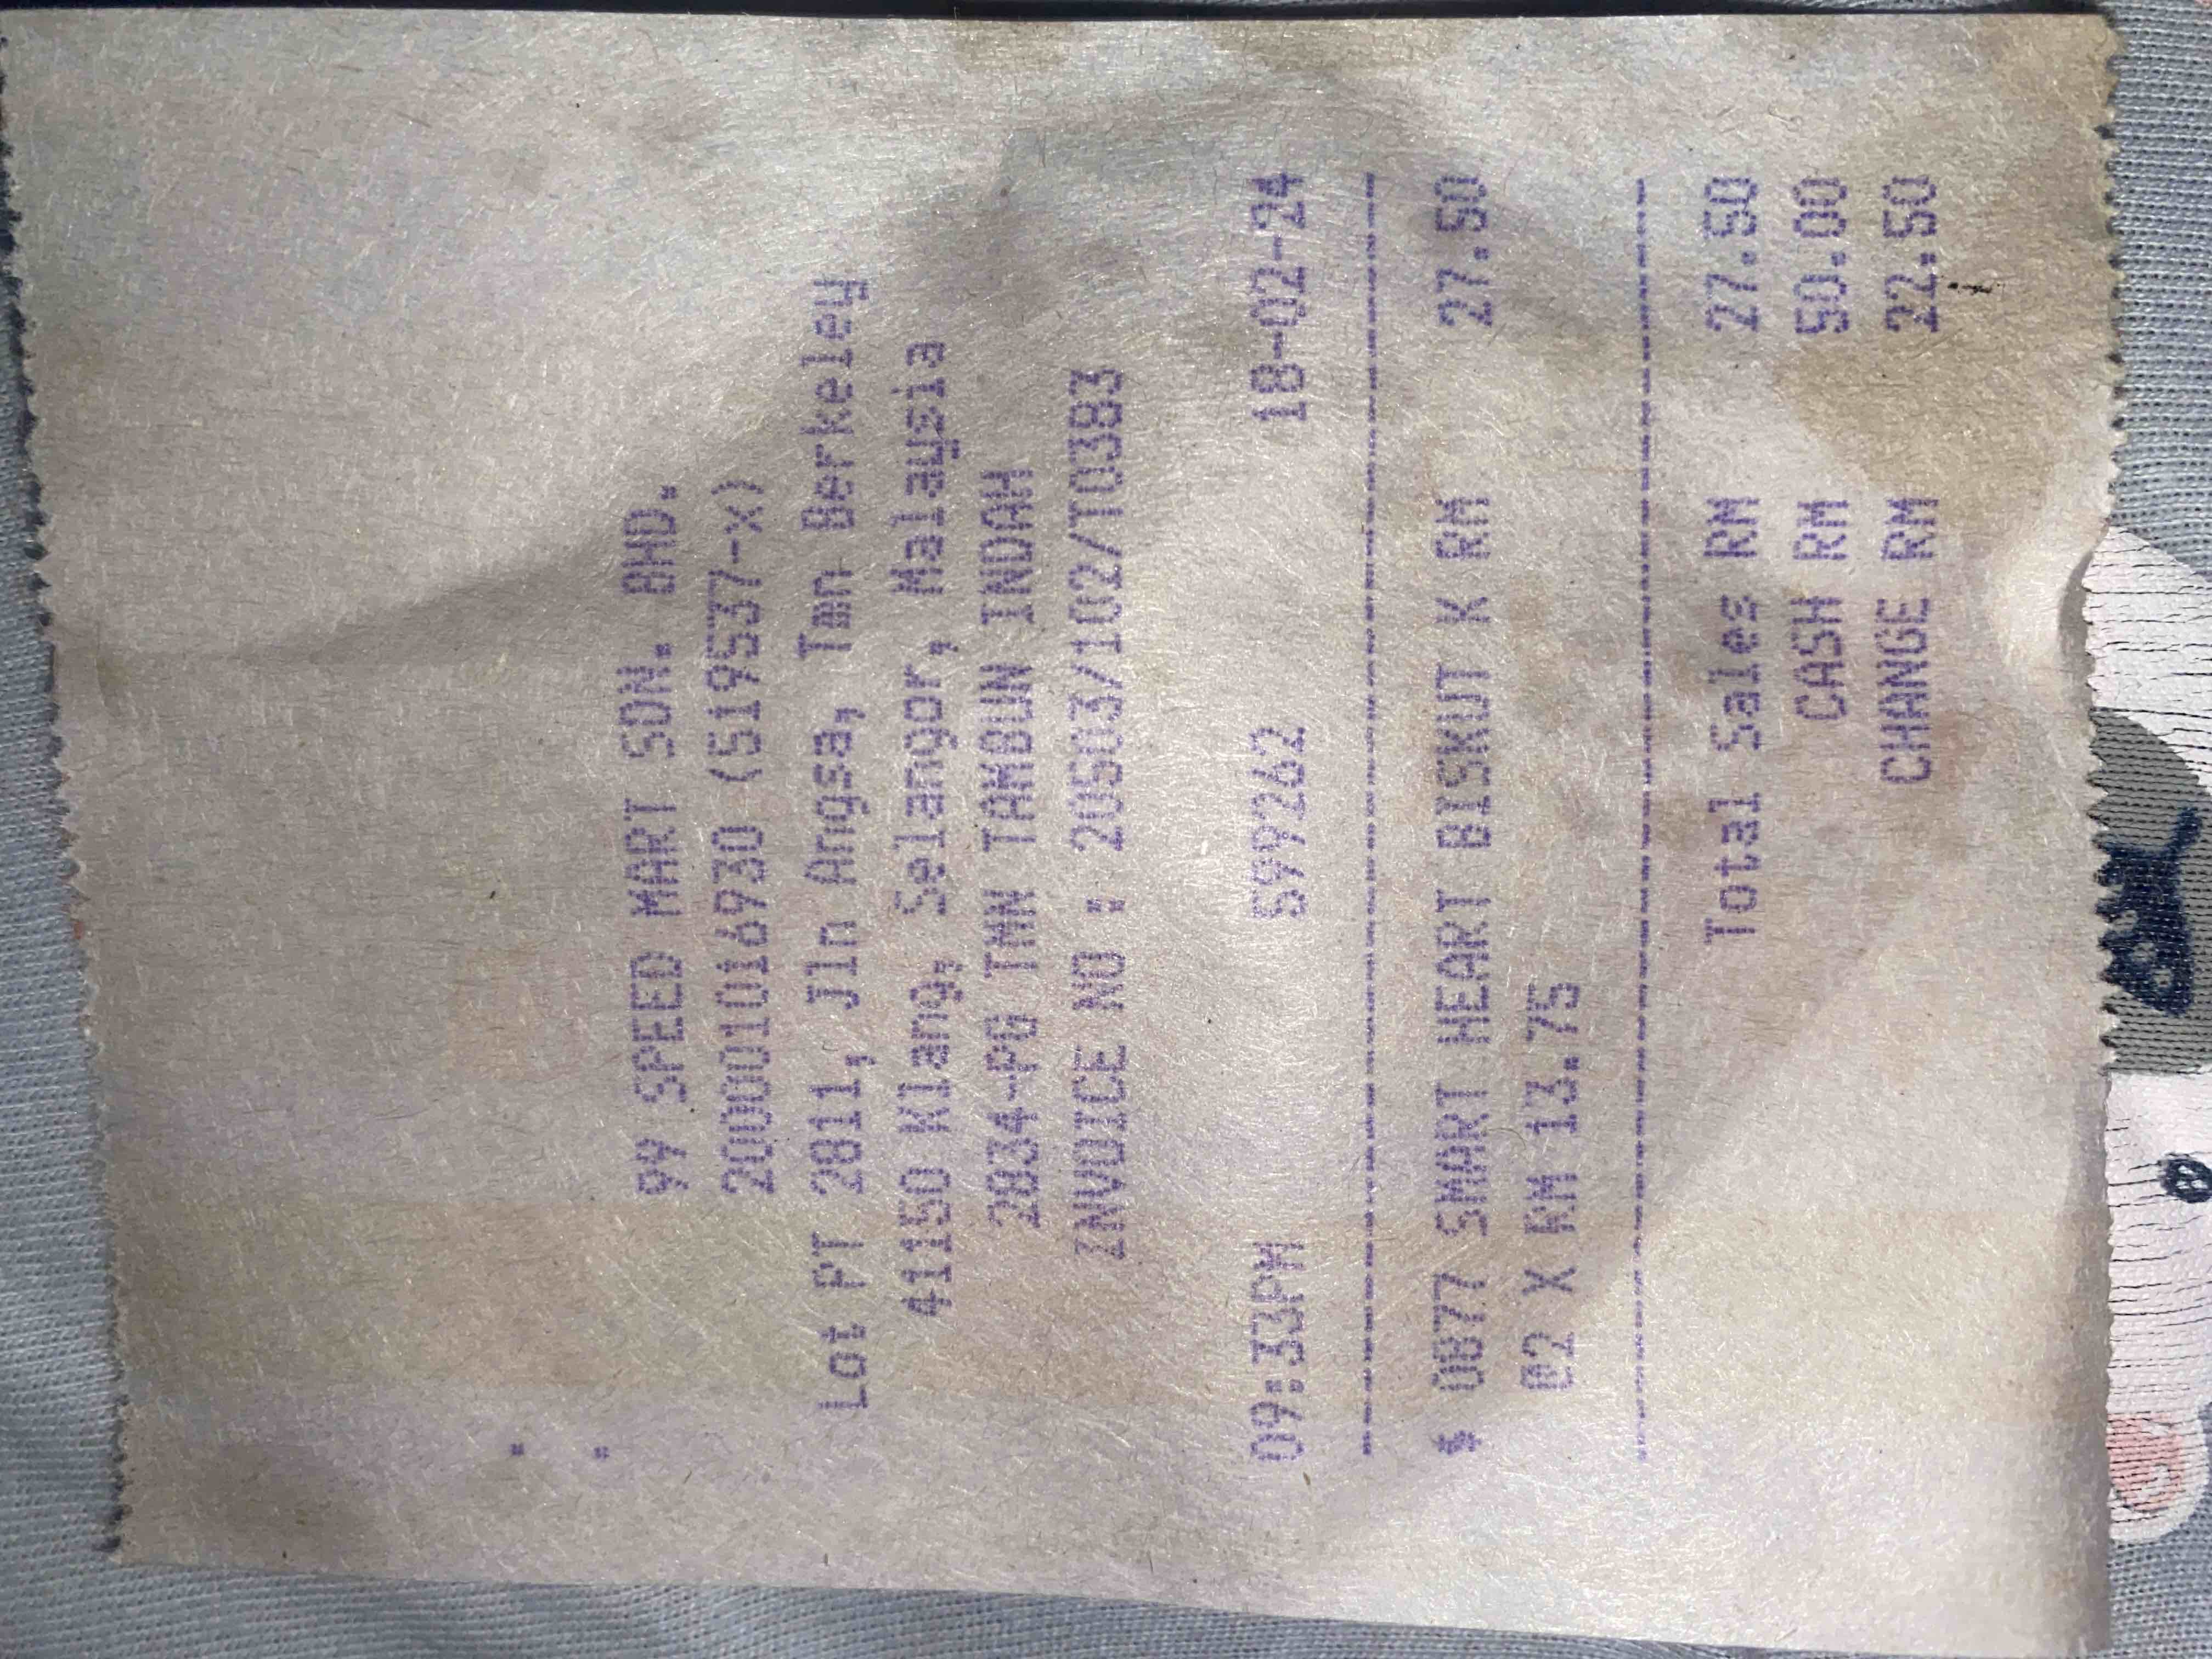 99 SPEED MART SDN. BHD.
200001016930 (519537-X)
Lot PT 2811, Jln Angsa, Tmn Berkeley
41150 Klang, Selangor, Malaysia
2834-PG TMN TAMBUN INDAH
INVOICE NO : 20503/102/T0383
09:33PM 599262 18-02-24
* 0877 SMART HEART BISKUT K RM 27.50
02 X RM 13.75
Total Sales RM 27.50
CASH RM 50.00
CHANGE RM 22.50